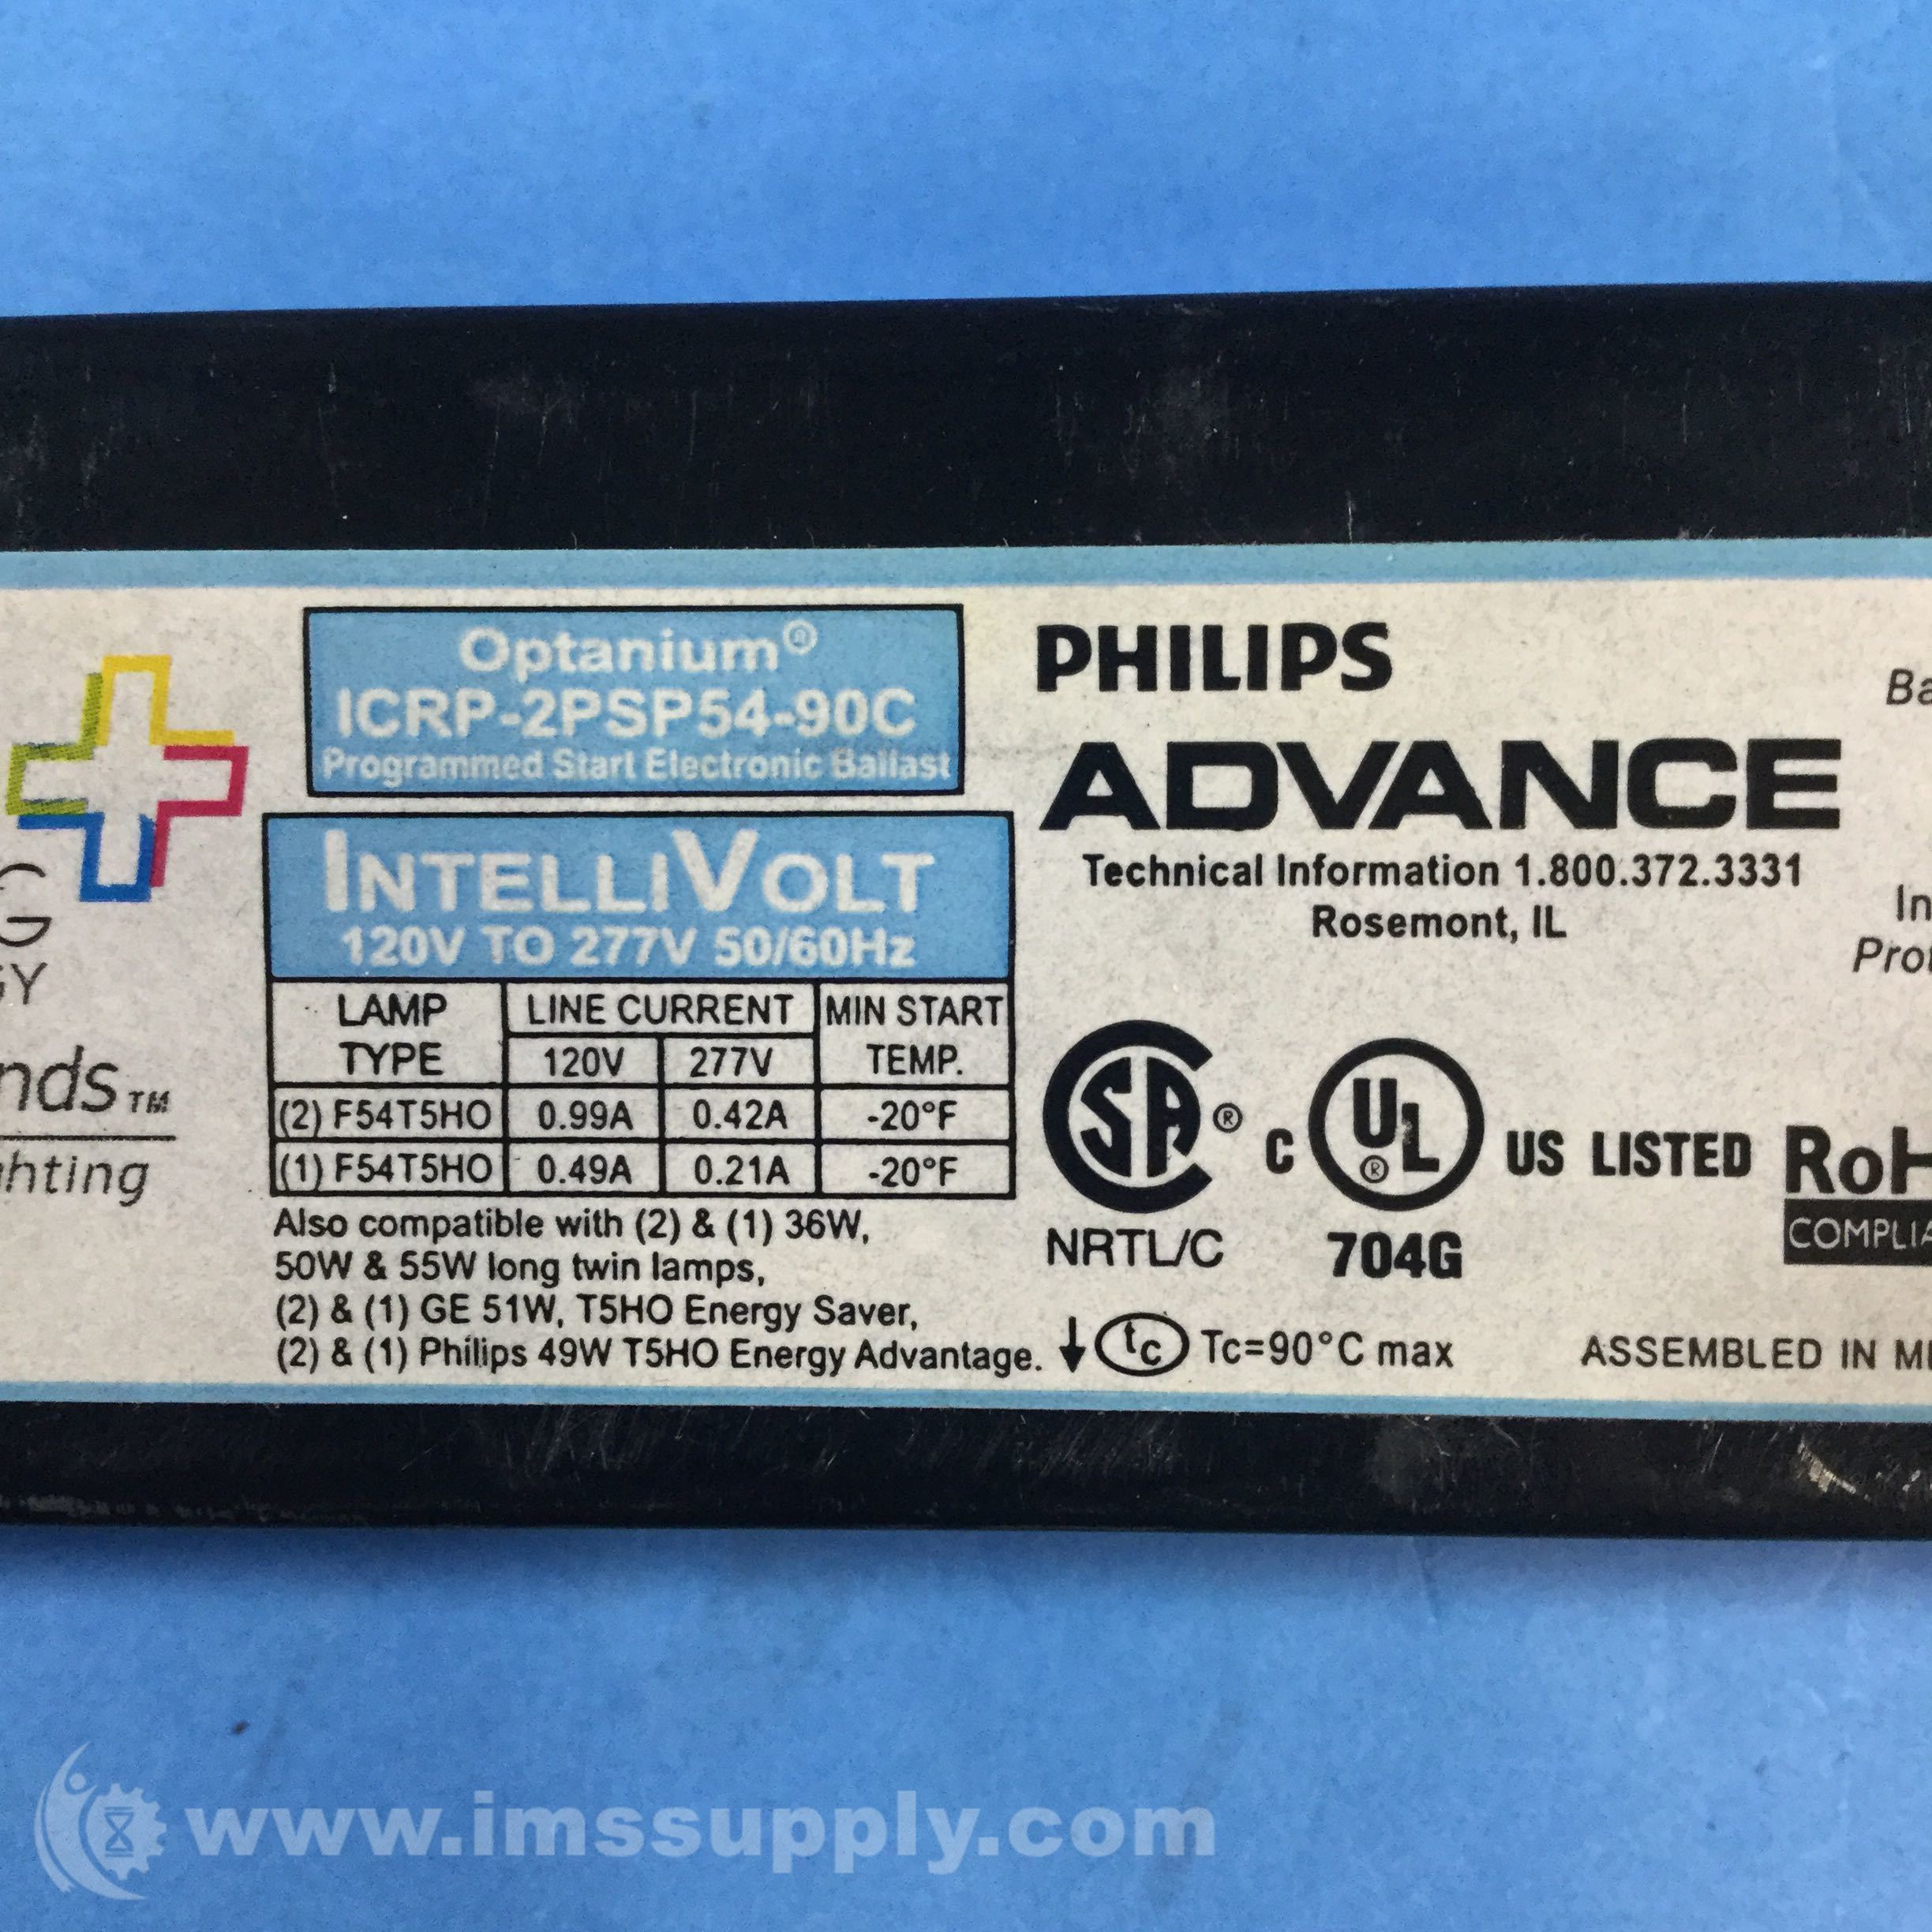 Optanium®
ICRP-2PSP54-90C
Programmed Start Electronic Ballast
INTELLIVOLT
120V TO 277V 50/60Hz
LAMP TYPE LINE CURRENT MIN START TEMP.
120V 277V
(2) F54T5HO 0.99A 0.42A -20°F
(1) F54T5HO 0.49A 0.21A -20°F
Also compatible with (2) & (1) 36W,
50W & 55W long twin lamps,
(2) & (1) GE 51W, T5HO Energy Saver,
(2) & (1) Philips 49W T5HO Energy Advantage.
PHILIPS
ADVANCE
Technical Information 1.800.372.3331
Rosemont, IL
SA® C UL® US LISTED
NRTL/C 704G
tc Tc=90°C max
ASSEMBLED IN
www.imssupply.com